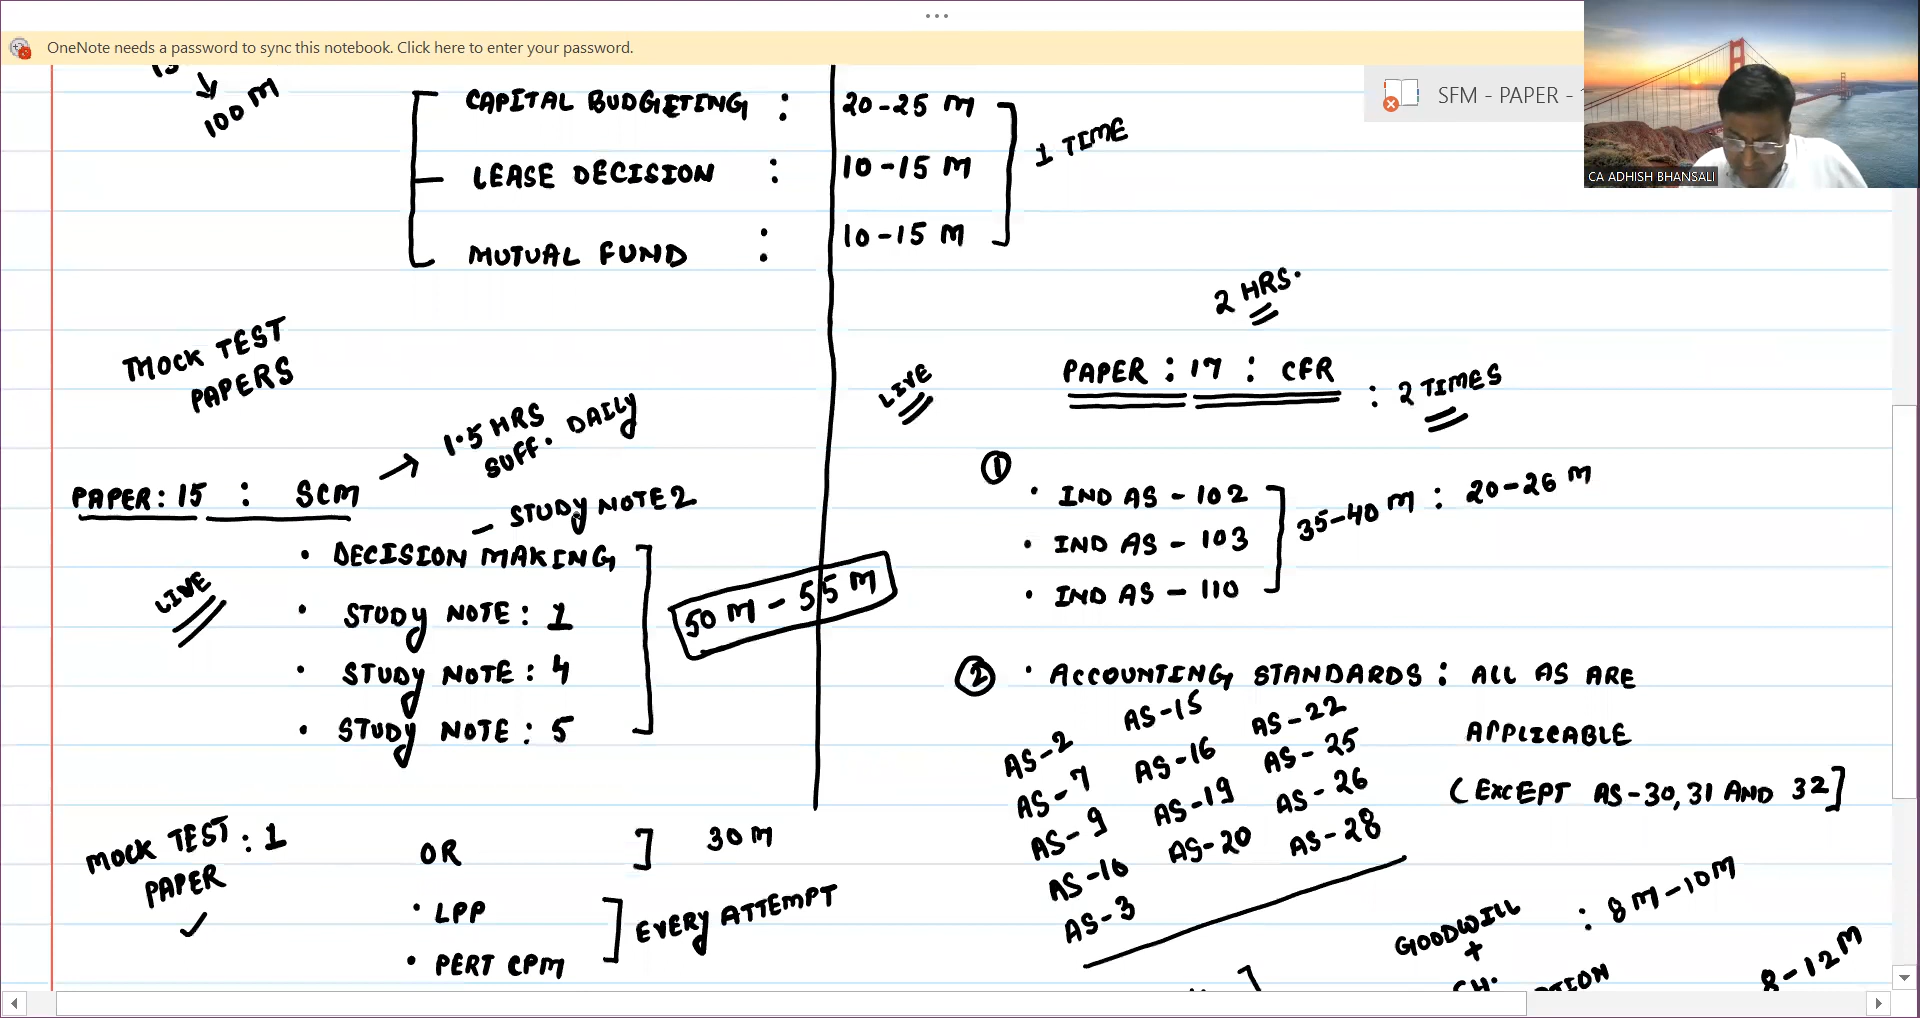 OneNote needs a password to sync this notebook. Click here to enter your password.
SFM - PAPER -
CA ADHISH BHANSALI
100 M
CAPITAL BUDGETING : 20-25 M
LEASE DECISION : 10-15 M
MUTUAL FUND : 10-15 M
1 TIME
MOCK TEST
PAPERS
PAPER: 15 : SCM
1.5 HRS
SUFF. DAILY
- STUDY NOTE 2
• DECISION MAKING
• STUDY NOTE: 1
• STUDY NOTE: 4
• STUDY NOTE: 5
LIVE
50 M - 55 M
MOCK TEST: 1
PAPER
OR
30 M
• LPP
• PERT CPM
EVERY ATTEMPT
2 HRS.
LIVE
PAPER : 17 : CFR : 2 TIMES
1
• IND AS - 102
• IND AS - 103
• IND AS - 110
35-40 M : 20-26 M
2 • ACCOUNTING STANDARDS : ALL AS ARE
APPLICABLE
(EXCEPT AS-30, 31 AND 32]
AS-2
AS-7
AS-9
AS-10
AS-3
AS-15
AS-16
AS-19
AS-20
AS-22
AS-25
AS-26
AS-28
GOODWILL : 8M-10M
+
8-12M